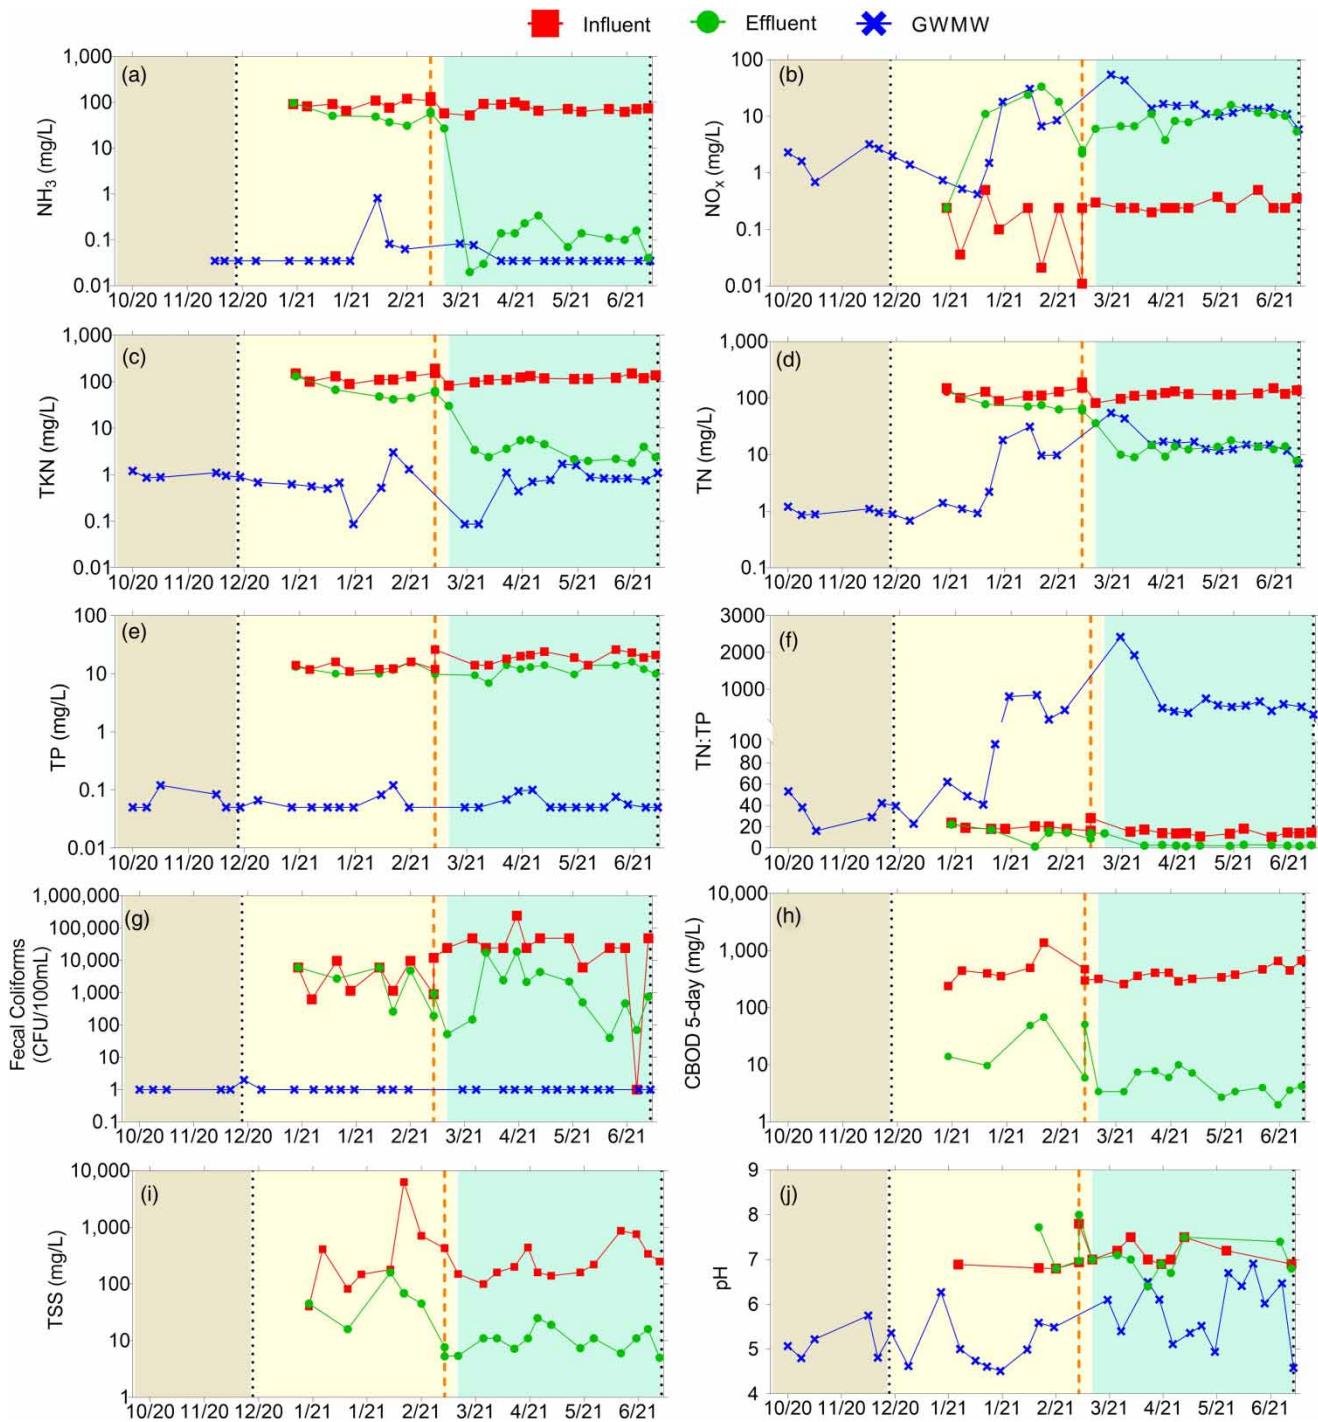 Influent Effluent GWMW
(a)
NH3 (mg/L)
1,000
100
10
1
0.1
0.01
10/20 11/20 12/20 1/21 1/21 2/21 3/21 4/21 5/21 6/21
(b)
NOx (mg/L)
100
10
1
0.1
0.01
10/20 11/20 12/20 1/21 1/21 2/21 3/21 4/21 5/21 6/21
(c)
TKN (mg/L)
1,000
100
10
1
0.1
0.01
10/20 11/20 12/20 1/21 1/21 2/21 3/21 4/21 5/21 6/21
(d)
TN (mg/L)
1,000
100
10
1
0.1
10/20 11/20 12/20 1/21 1/21 2/21 3/21 4/21 5/21 6/21
(e)
TP (mg/L)
100
10
1
0.1
0.01
10/20 11/20 12/20 1/21 1/21 2/21 3/21 4/21 5/21 6/21
(f)
TN:TP
3000
2000
1000
100
80
60
40
20
0
10/20 11/20 12/20 1/21 1/21 2/21 3/21 4/21 5/21 6/21
(g)
Fecal Coliforms
(CFU/100mL)
1,000,000
100,000
10,000
1,000
100
10
1
0.1
10/20 11/20 12/20 1/21 1/21 2/21 3/21 4/21 5/21 6/21
(h)
CBOD 5-day (mg/L)
10,000
1,000
100
10
1
10/20 11/20 12/20 1/21 1/21 2/21 3/21 4/21 5/21 6/21
(i)
TSS (mg/L)
10,000
1,000
100
10
1
10/20 11/20 12/20 1/21 1/21 2/21 3/21 4/21 5/21 6/21
(j)
pH
9
8
7
6
5
4
10/20 11/20 12/20 1/21 1/21 2/21 3/21 4/21 5/21 6/21